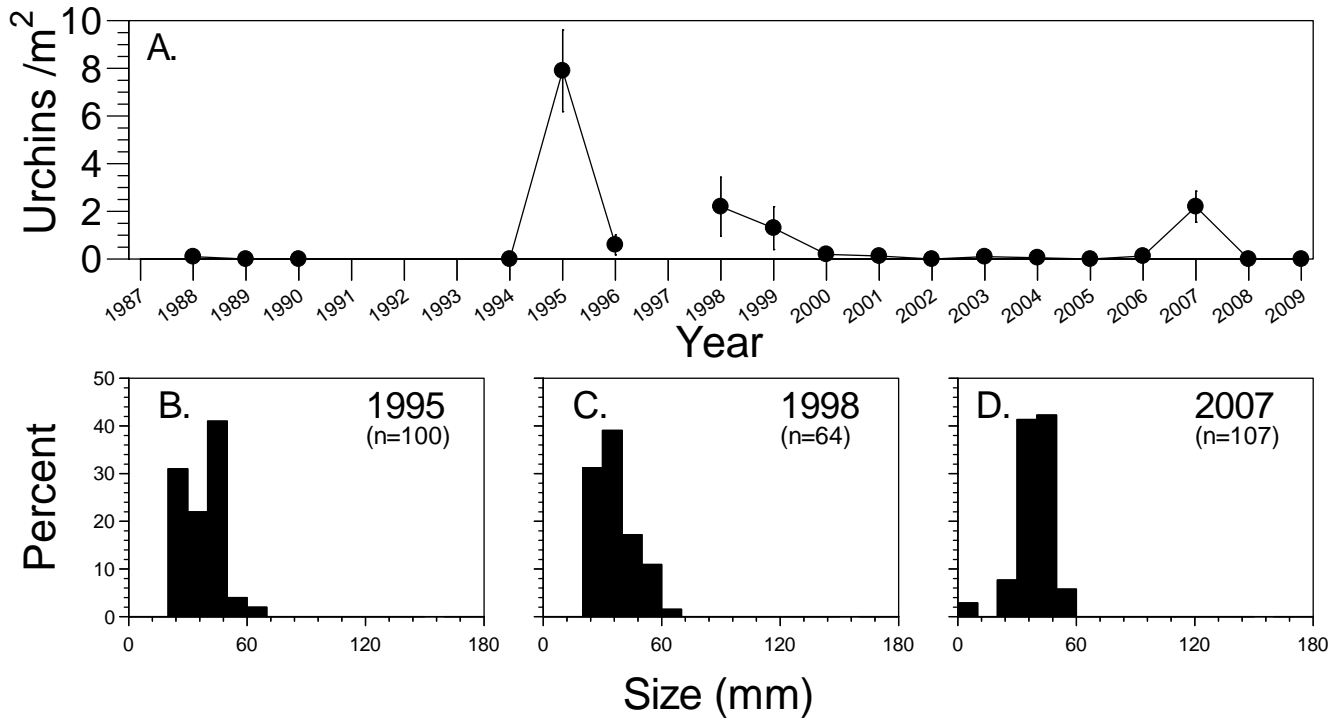 A.
Urchins /m²
10
8
6
4
2
0
1987 1988 1989 1990 1991 1992 1993 1994 1995 1996 1997 1998 1999 2000 2001 2002 2003 2004 2005 2006 2007 2008 2009
Year
Percent
50
40
30
20
10
0
B.
1995
(n=100)
0 60 120 180
C.
1998
(n=64)
0 60 120 180
D.
2007
(n=107)
0 60 120 180
Size (mm)